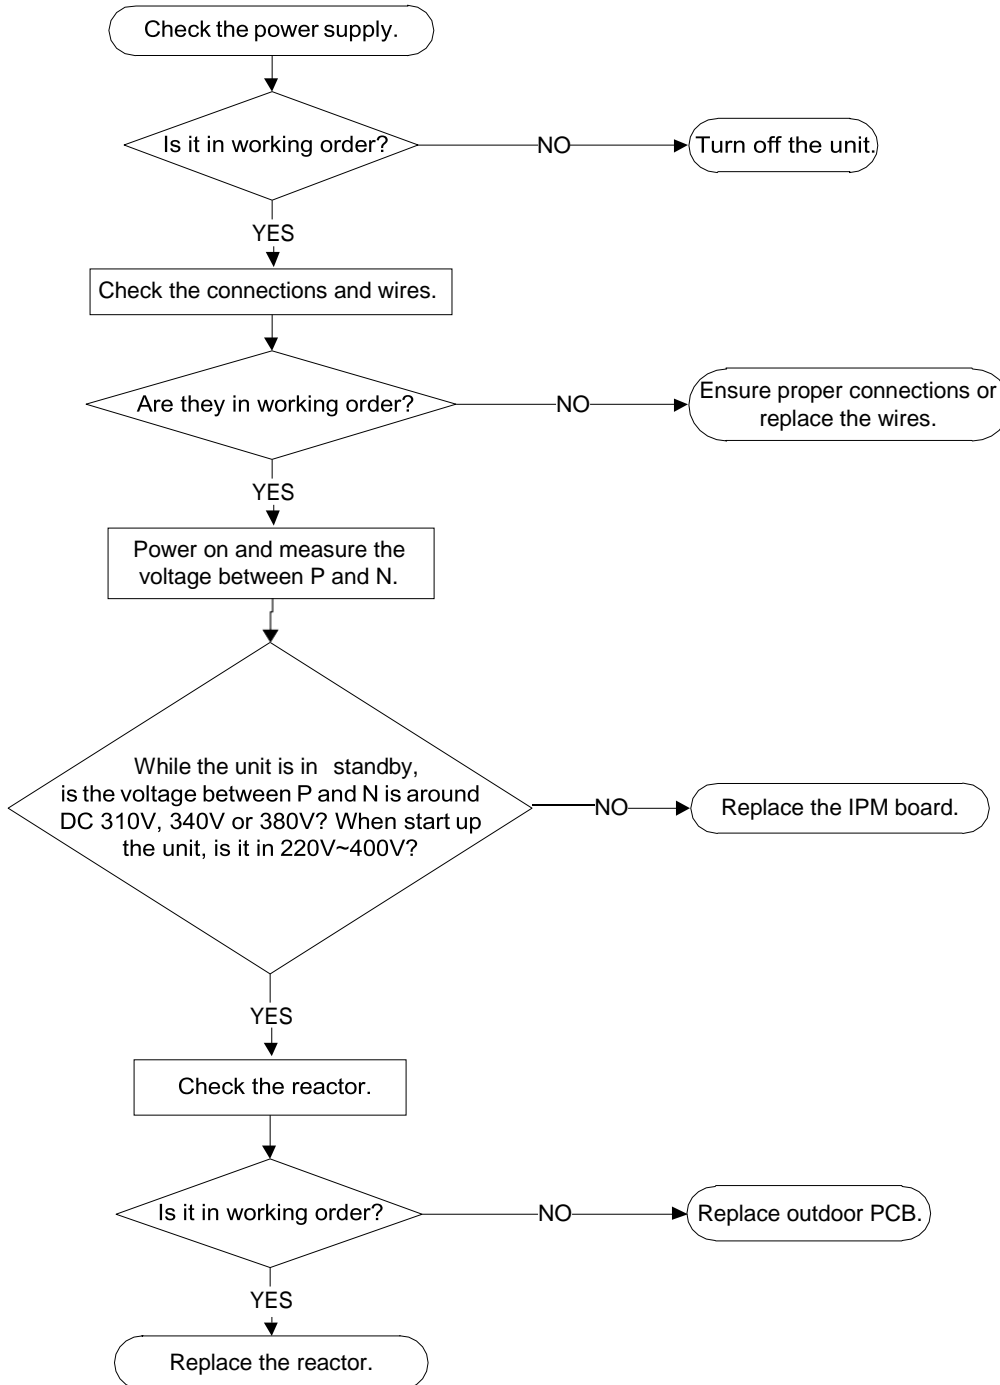 Check the power supply.
Is it in working order?
NO
Turn off the unit.
YES
Check the connections and wires.
Are they in working order?
NO
Ensure proper connections or
replace the wires.
YES
Power on and measure the
voltage between P and N.
While the unit is in standby,
is the voltage between P and N is around
DC 310V, 340V or 380V? When start up
the unit, is it in 220V~400V?
NO
Replace the IPM board.
YES
Check the reactor.
Is it in working order?
NO
Replace outdoor PCB.
YES
Replace the reactor.